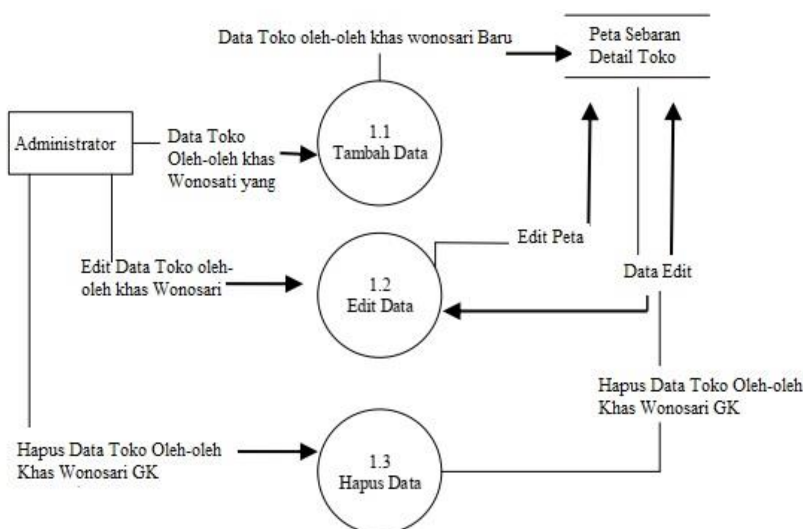 Data Toko oleh-oleh khas wonosari Baru
Peta Sebaran
Detail Toko
Administrator
Data Toko
Oleh-oleh khas
Wonosati yang
1.1
Tambah Data
Edit Peta
Edit Data Toko oleh-
oleh khas Wonosari
1.2
Edit Data
Data Edit
Hapus Data Toko Oleh-oleh
Khas Wonosari GK
Hapus Data Toko Oleh-oleh
Khas Wonosari GK
1.3
Hapus Data